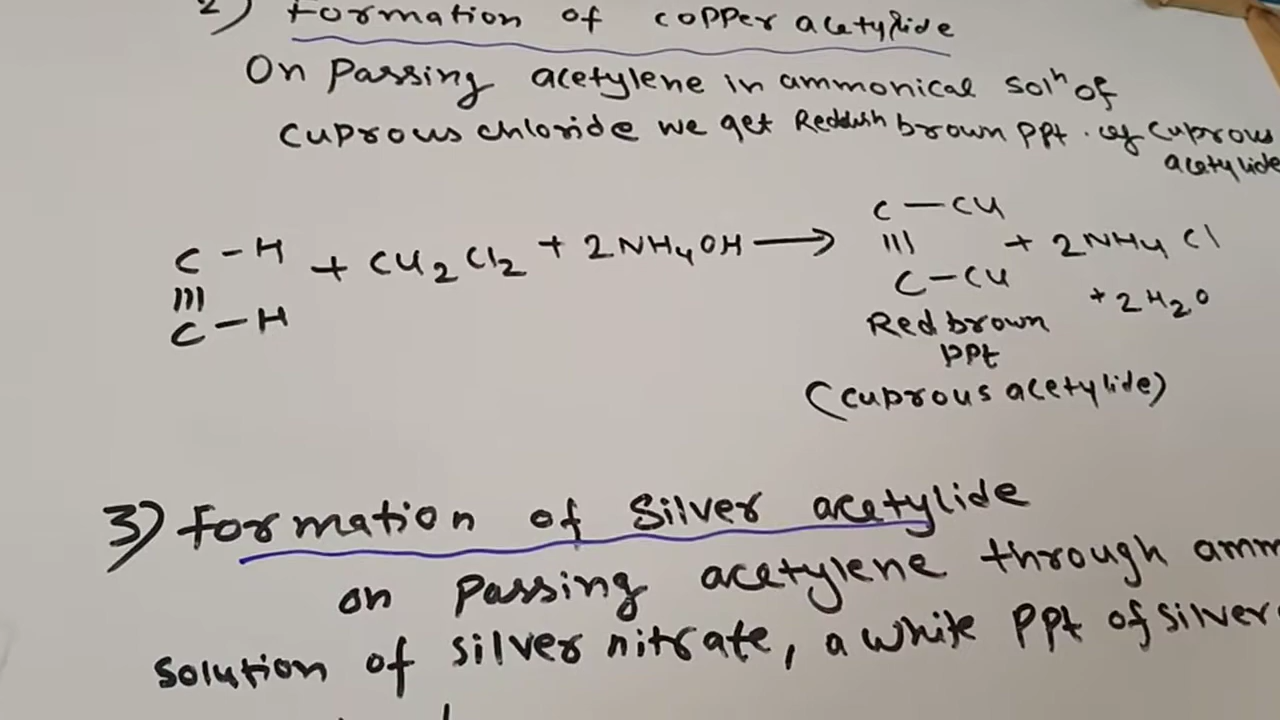 2) Formation of copper acetylide
On passing acetylene in ammonical solⁿ of
cuprous chloride we get Reddish brown ppt. of cuprous
acetylide
C - H
≡
C - H
+ Cu₂Cl₂ + 2NH₄OH ⟶
C - Cu
≡
C - Cu
+ 2NH₄Cl
+ 2H₂O
Red brown
ppt
(cuprous acetylide)
3) Formation of Silver acetylide
on passing acetylene through amm
solution of silver nitrate, a white ppt of silver